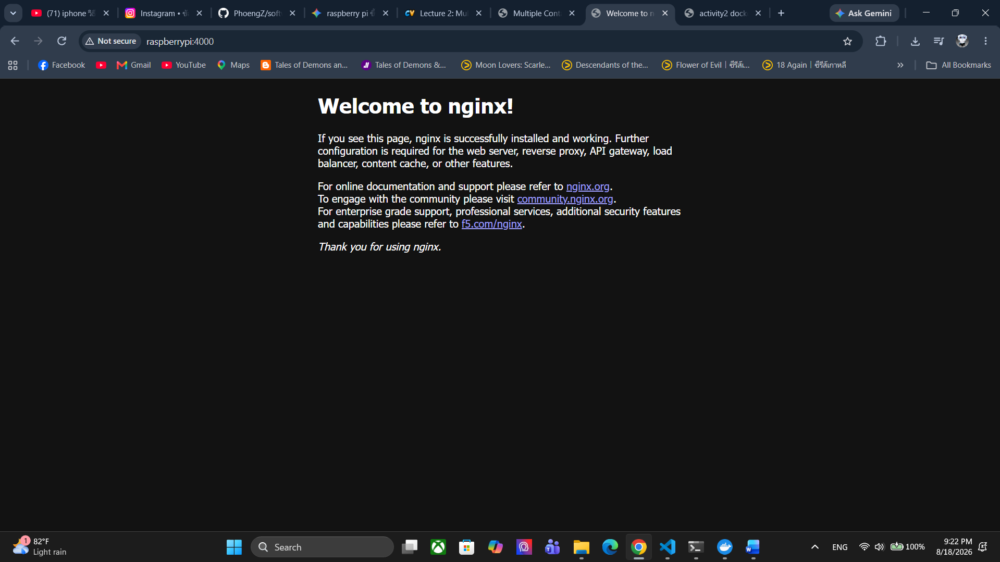 (71) iphone วิธี
Instagram •
PhoengZ/soft
raspberry pi
Lecture 2: Mul
Multiple Cont
Welcome to n
activity2 dock
Ask Gemini
Not secure
raspberrypi:4000
Facebook
Gmail
YouTube
Maps
Tales of Demons an...
Tales of Demons &...
Moon Lovers: Scarle...
Descendants of the...
Flower of Evil | ซีรีส์เ...
18 Again | ซีรีส์เกาหลี
All Bookmarks
Welcome to nginx!
If you see this page, nginx is successfully installed and working. Further
configuration is required for the web server, reverse proxy, API gateway, load
balancer, content cache, or other features.
For online documentation and support please refer to nginx.org.
To engage with the community please visit community.nginx.org.
For enterprise grade support, professional services, additional security features
and capabilities please refer to f5.com/nginx.
Thank you for using nginx.
1
82°F
Light rain
Search
ENG
100%
9:22 PM
8/18/2026